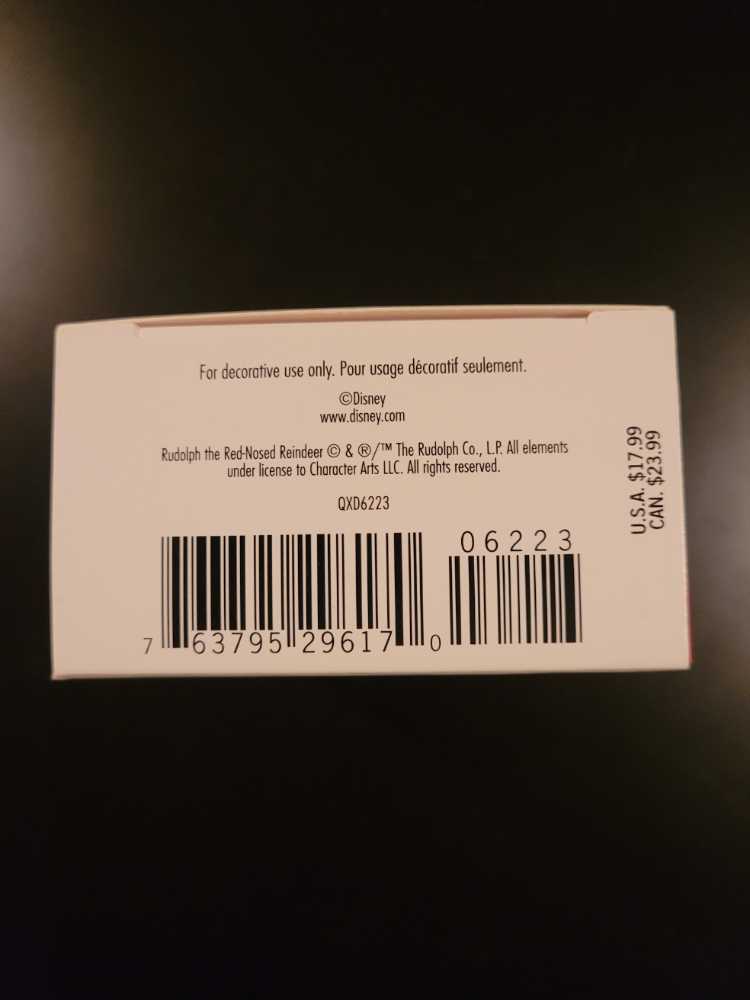 For decorative use only. Pour usage décoratif seulement.
©Disney
www.disney.com
Rudolph the Red-Nosed Reindeer © & ®/™ The Rudolph Co., L.P. All elements
under license to Character Arts LLC. All rights reserved.
QXD6223
06223
7 63795 29617 0
U.S.A. $17.99
CAN. $23.99